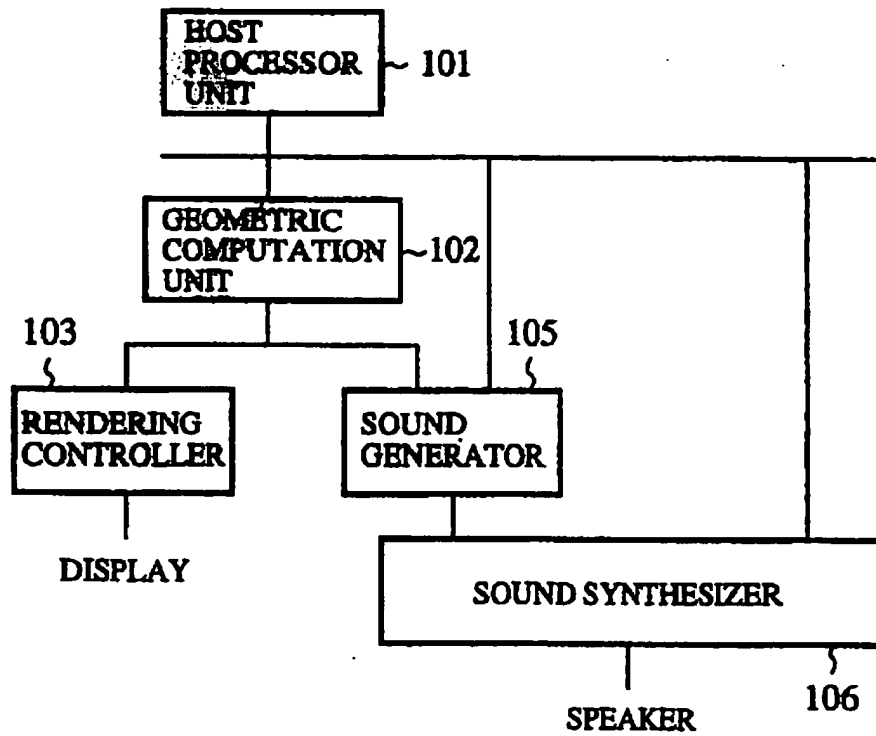 HOST
PROCESSOR
UNIT
101
GEOMETRIC
COMPUTATION
UNIT
102
103
105
RENDERING
CONTROLLER
SOUND
GENERATOR
DISPLAY
SOUND SYNTHESIZER
106
SPEAKER